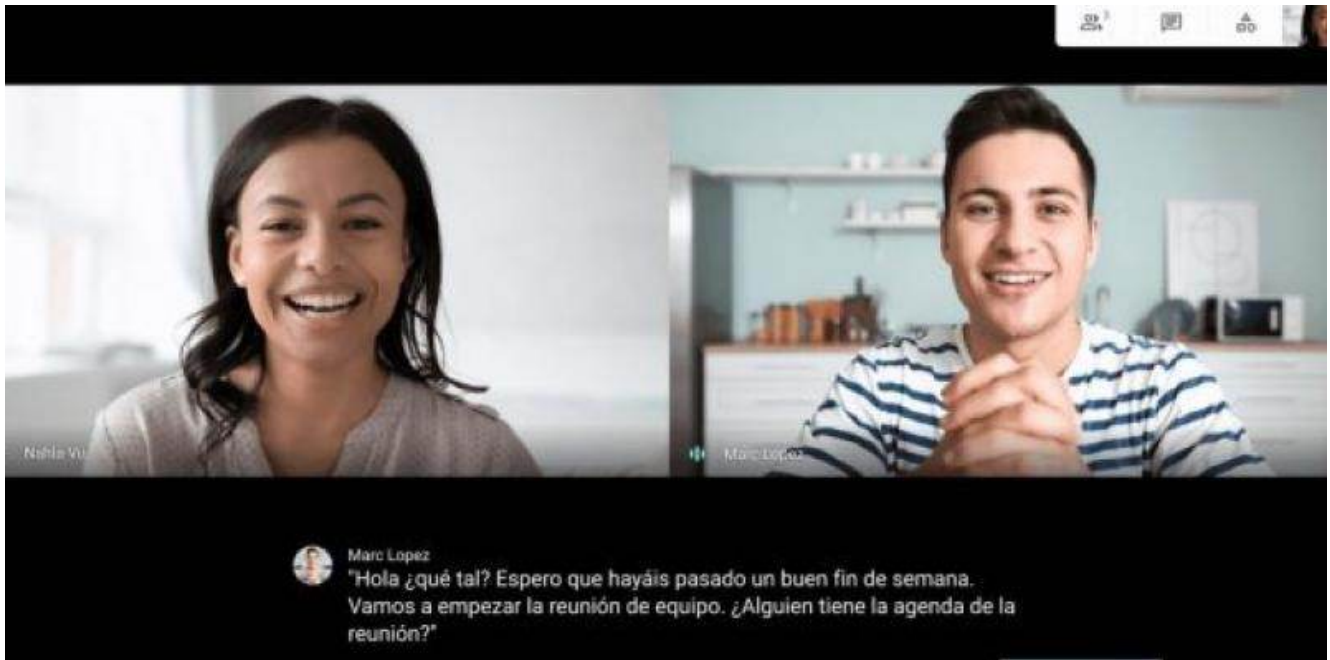 3
Nahla Vu
Marc Lopez
Marc Lopez
"Hola ¿qué tal? Espero que hayáis pasado un buen fin de semana.
Vamos a empezar la reunión de equipo. ¿Alguien tiene la agenda de la
reunión?"